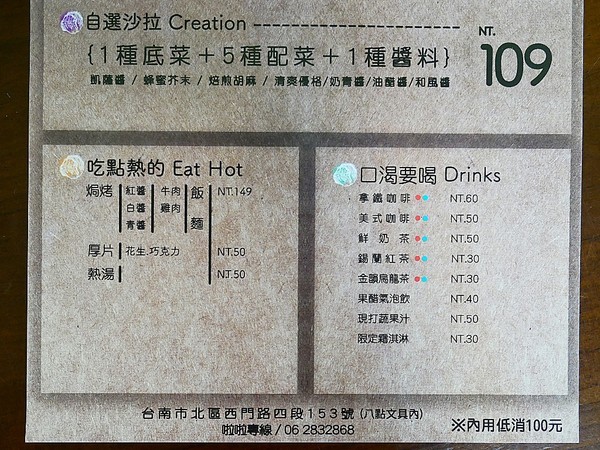 自選沙拉 Creation -------------------------------- NT.
{1種底菜+5種配菜+1種醬料} 109
凱薩醬 / 蜂蜜芥末 / 焙煎胡麻 / 清爽優格/奶青醬/油醋醬/和風醬
吃點熱的 Eat Hot
焗烤 紅醬 牛肉 飯 NT.149
白醬 雞肉
青醬 麵
厚片 花生.巧克力 NT.50
熱湯 NT.50
口渴要喝 Drinks
拿鐵咖啡 NT.60
美式咖啡 NT.50
鮮奶茶 NT.50
錫蘭紅茶 NT.30
金韻烏龍茶 NT.30
果醋氣泡飲 NT.40
現打蔬果汁 NT.50
限定霜淇淋 NT.30
台南市北區西門路四段153號 (八點文具內)
啦啦專線 / 06 2832868
※內用低消100元